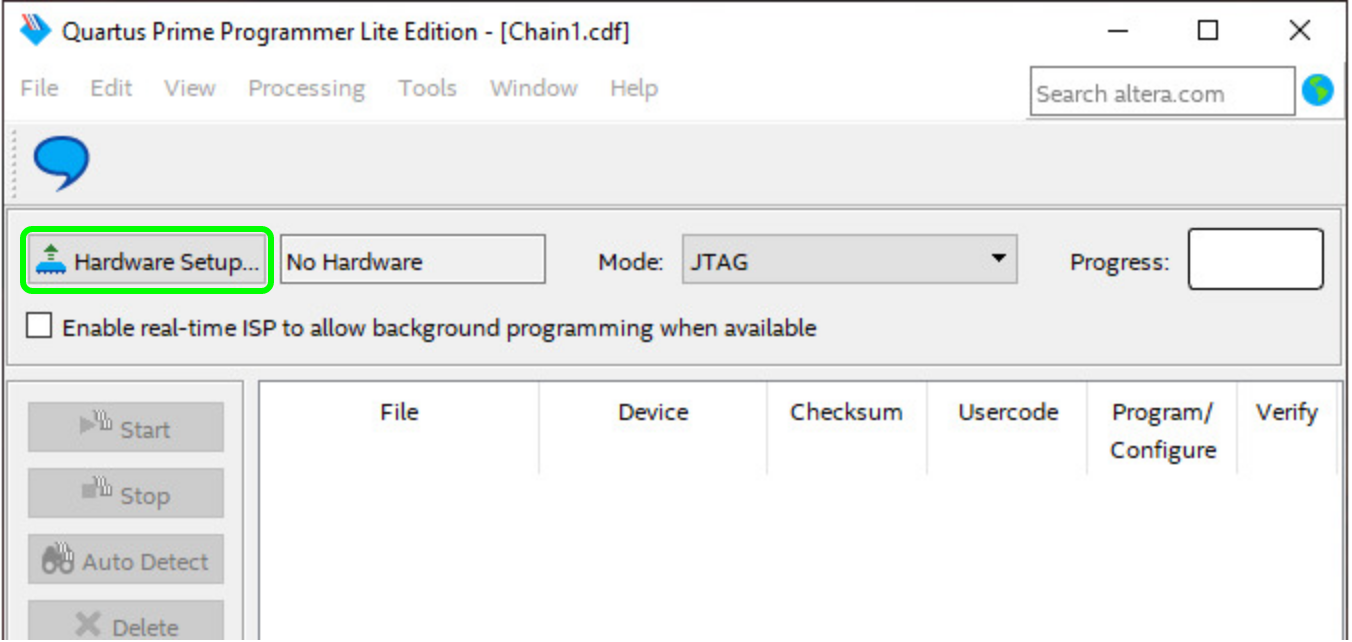 Quartus Prime Programmer Lite Edition - [Chain1.cdf]
File Edit View Processing Tools Window Help
Search altera.com
Hardware Setup... No Hardware Mode: JTAG Progress:
Enable real-time ISP to allow background programming when available
File Device Checksum Usercode Program/ Verify
Configure
Start
Stop
Auto Detect
Delete